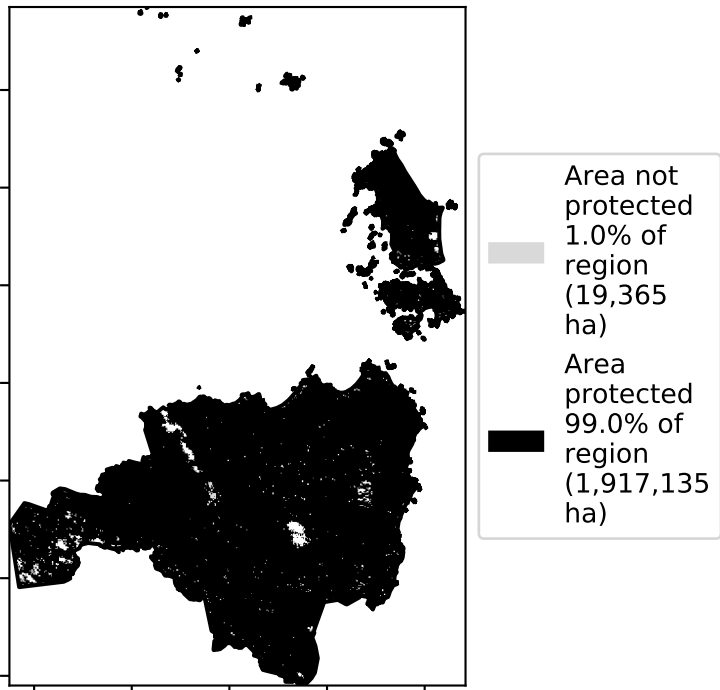 Area not
protected
1.0% of
region
(19,365
ha)
Area
protected
99.0% of
region
(1,917,135
ha)